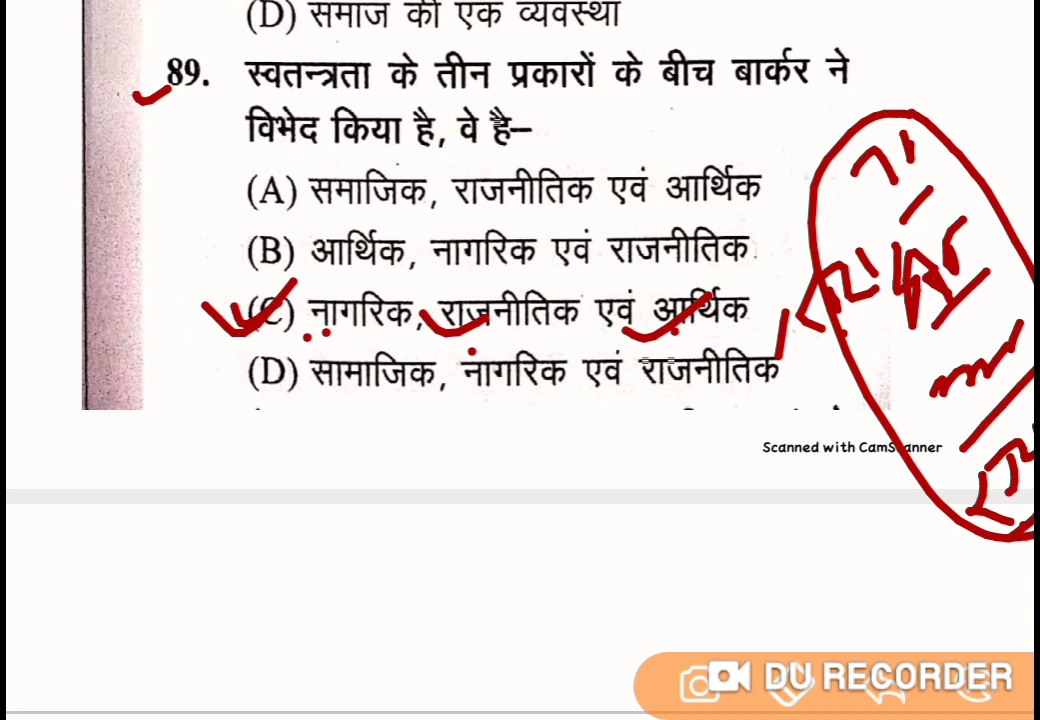 (D) समाज की एक व्यवस्था
89. स्वतन्त्रता के तीन प्रकारों के बीच बार्कर ने
विभेद किया है, वे है–
(A) समाजिक, राजनीतिक एवं आर्थिक
(B) आर्थिक, नागरिक एवं राजनीतिक
(C) नागरिक, राजनीतिक एवं आर्थिक
(D) सामाजिक, नागरिक एवं राजनीतिक
Scanned with CamScanner
DU RECORDER